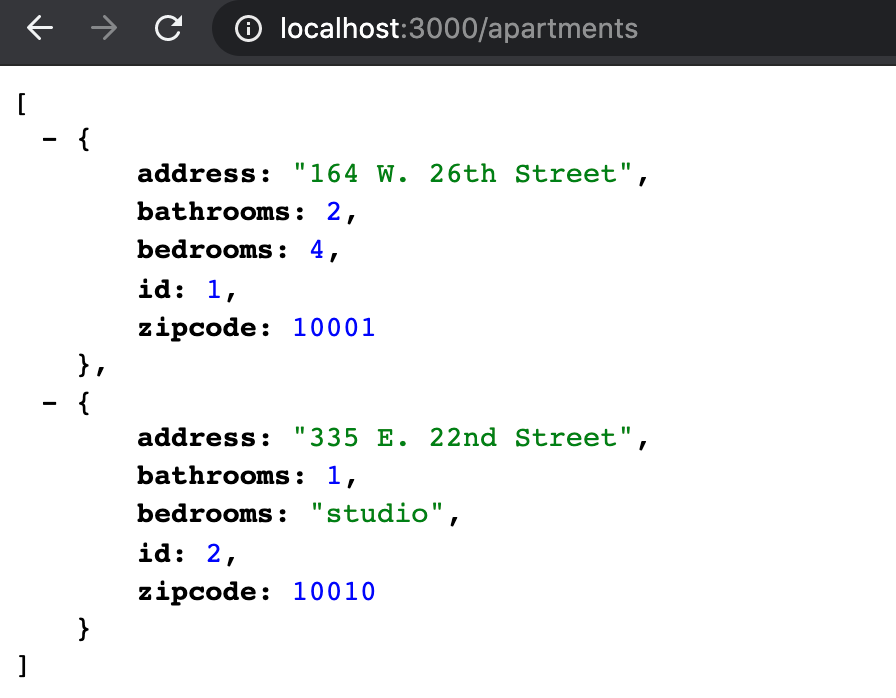 localhost:3000/apartments
[
- {
address: "164 W. 26th Street",
bathrooms: 2,
bedrooms: 4,
id: 1,
zipcode: 10001
},
- {
address: "335 E. 22nd Street",
bathrooms: 1,
bedrooms: "studio",
id: 2,
zipcode: 10010
}
]